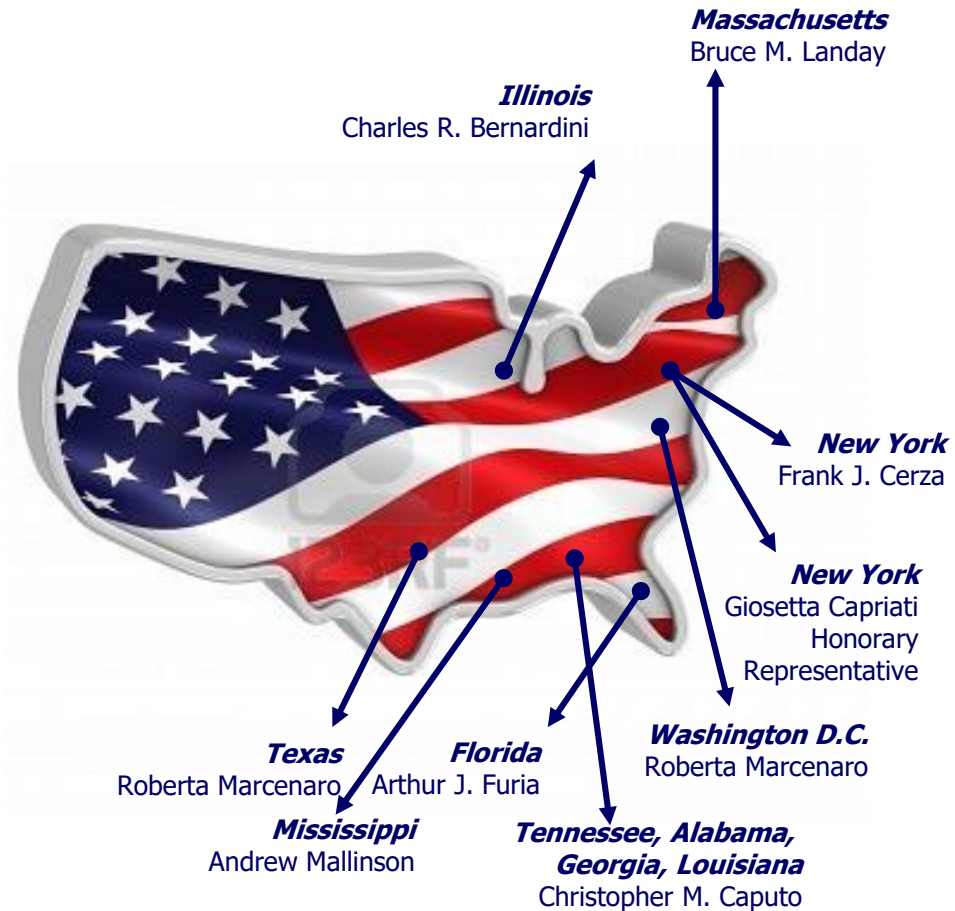 Massachusetts
Bruce M. Landay
Illinois
Charles R. Bernardini
New York
Frank J. Cerza
New York
Giosetta Capriati
Honorary
Representative
Washington D.C.
Roberta Marcenaro
Texas
Roberta Marcenaro
Florida
Arthur J. Furia
Mississippi
Andrew Mallinson
Tennessee, Alabama,
Georgia, Louisiana
Christopher M. Caputo
123RF®